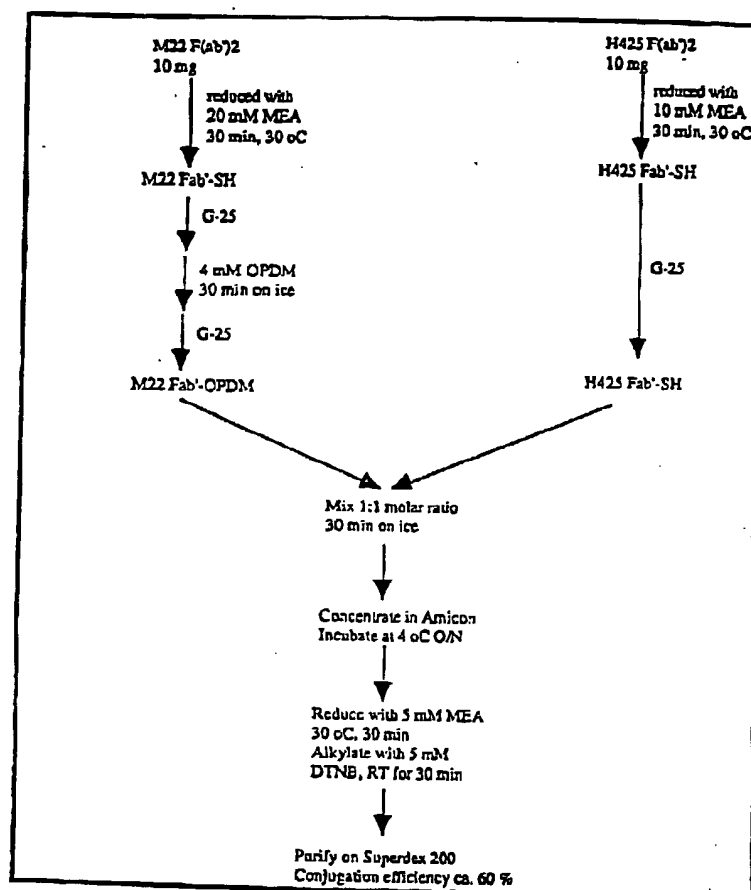 M22 F(ab')2
10 mg
reduced with
20 mM MEA
30 min, 30 oC
M22 Fab'-SH
G-25
4 mM OPDM
30 min on ice
G-25
M22 Fab'-OPDM
H425 F(ab')2
10 mg
reduced with
10 mM MEA
30 min, 30 oC
H425 Fab'-SH
G-25
H425 Fab'-SH
Mix 1:1 molar ratio
30 min on ice
Concentrate in Amicon
Incubate at 4 oC O/N
Reduce with 5 mM MEA
30 oC, 30 min
Alkylate with 5 mM
DTNB, RT for 30 min
Purify on Superdex 200
Conjugation efficiency ca. 60 %